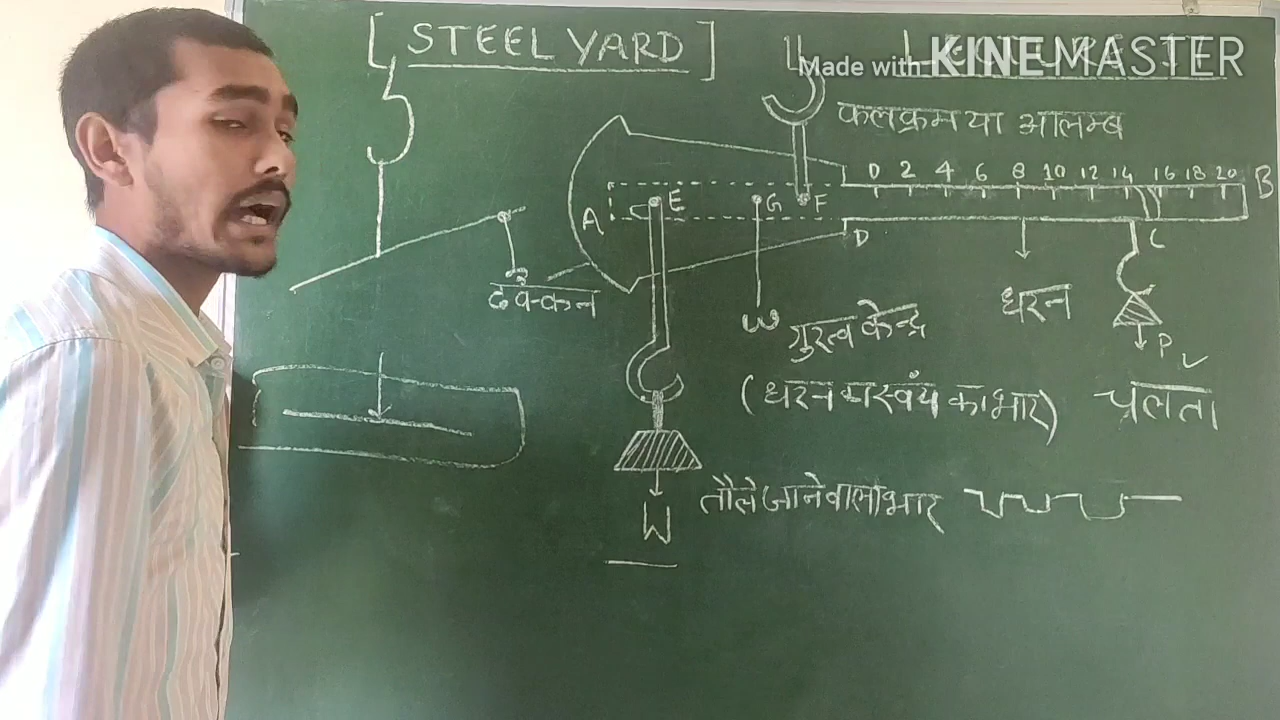 [ STEEL YARD ]
Made with KINEMASTER
फलक्रम या आलम्ब
0 2 4 6 8 10 12 14 16 18 20
B
A
E
G
F
D
C
ढक्कन
धरन
P
W
गुरुत्व केन्द्र
(धरन म स्वंय का भार)
चलता
W
तौले जाने वाला भार